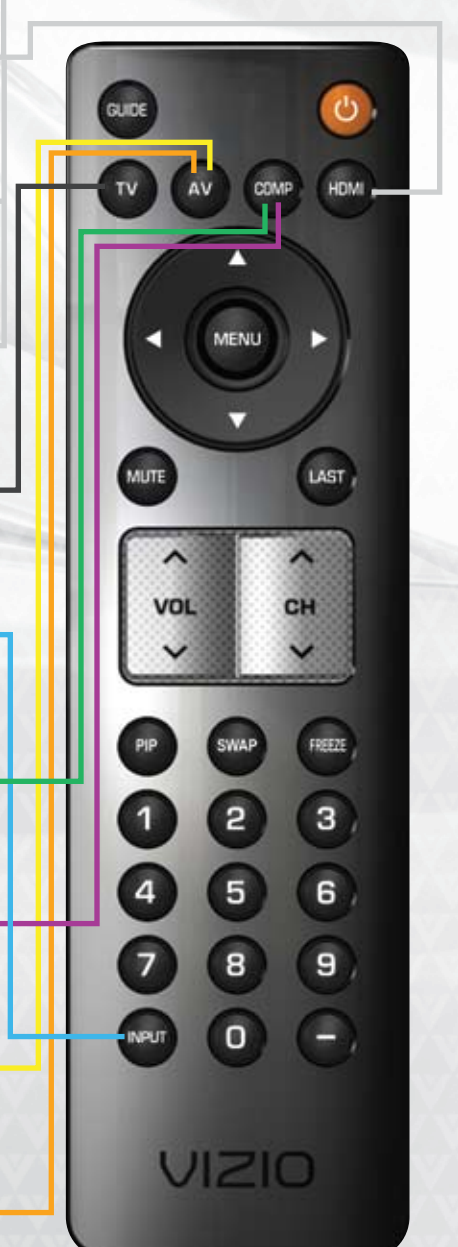 GUIDE
TV AV COMP HDMI
MENU
MUTE LAST
VOL CH
PIP SWAP FREEZE
1 2 3
4 5 6
7 8 9
INPUT 0 –
VIZIO